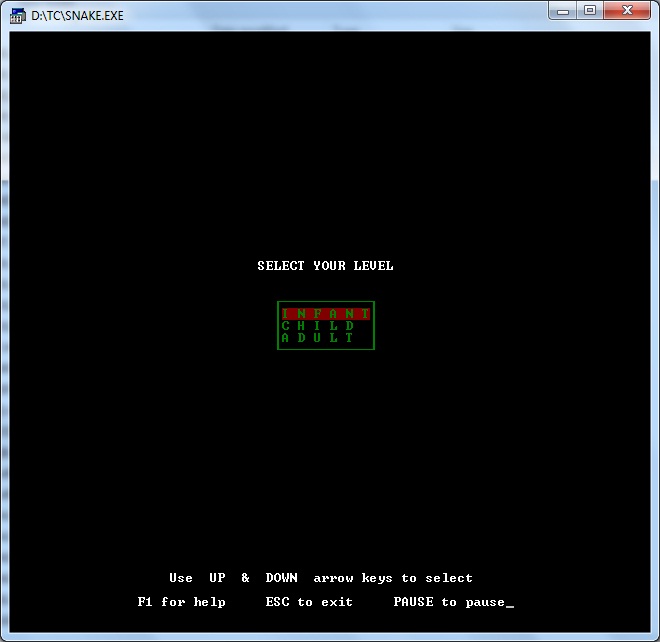 D:\TC\SNAKE.EXE
SELECT YOUR LEVEL
I N F A N T
C H I L D
A D U L T
Use  UP  &  DOWN  arrow keys to select
F1 for help     ESC to exit     PAUSE to pause_